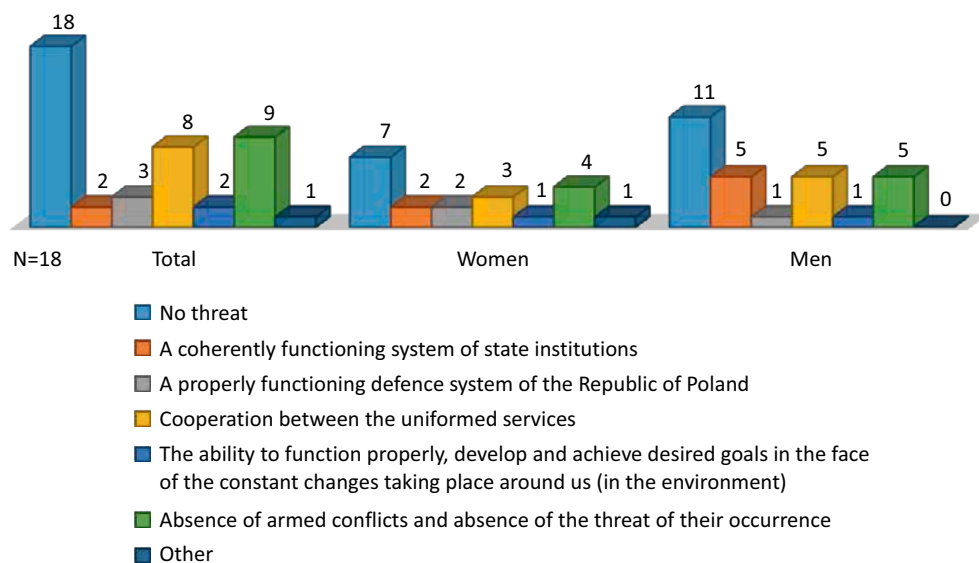 18 2 3 8 2 9 1
7 2 2 3 1 4 1
11 5 1 5 1 5 0
N=18 Total Women Men
No threat
A coherently functioning system of state institutions
A properly functioning defence system of the Republic of Poland
Cooperation between the uniformed services
The ability to function properly, develop and achieve desired goals in the face
of the constant changes taking place around us (in the environment)
Absence of armed conflicts and absence of the threat of their occurrence
Other